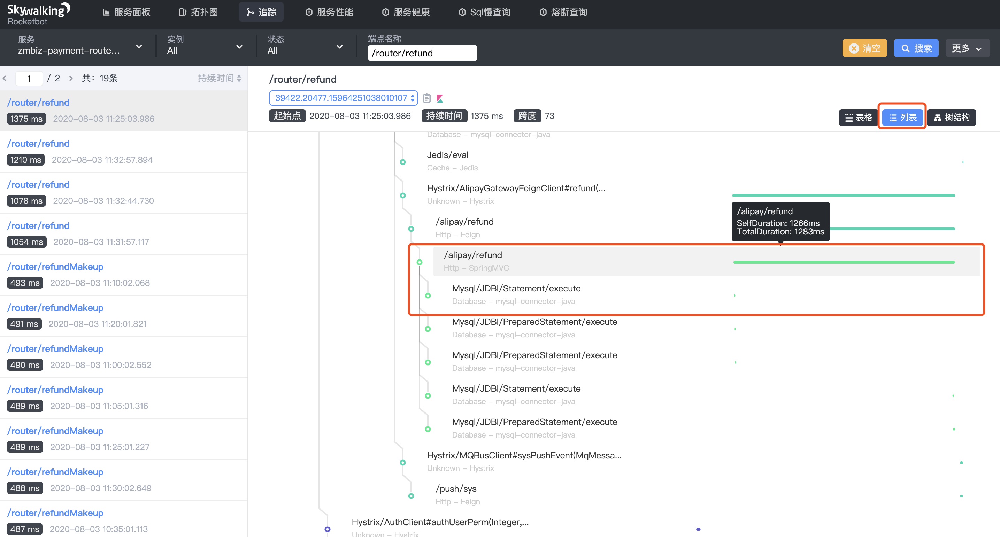 Skywalking
Rocketbot
服务面板
拓扑图
追踪
服务性能
服务健康
Sql慢查询
熔断查询
服务
zmbiz-payment-route...
实例
All
状态
All
端点名称
/router/refund
清空
搜索
更多
1 / 2 共：19条
持续时间
/router/refund
1375 ms 2020-08-03 11:25:03.986
/router/refund
1210 ms 2020-08-03 11:32:57.894
/router/refund
1078 ms 2020-08-03 11:32:44.730
/router/refund
1054 ms 2020-08-03 11:31:57.117
/router/refundMakeup
493 ms 2020-08-03 11:10:02.068
/router/refundMakeup
491 ms 2020-08-03 11:20:01.821
/router/refundMakeup
490 ms 2020-08-03 11:00:02.552
/router/refundMakeup
489 ms 2020-08-03 11:05:01.316
/router/refundMakeup
489 ms 2020-08-03 11:25:01.227
/router/refundMakeup
488 ms 2020-08-03 11:30:02.649
/router/refundMakeup
487 ms 2020-08-03 10:35:01.113
/router/refund
39422.20477.15964251038010107
起始点 2020-08-03 11:25:03.986 持续时间 1375 ms 跨度 73
表格
列表
树结构
Database - mysql-connector-java
Jedis/eval
Cache - Jedis
Hystrix/AlipayGatewayFeignClient#refund(...
Unknown - Hystrix
/alipay/refund
Http - Feign
/alipay/refund
SelfDuration: 1266ms
TotalDuration: 1283ms
/alipay/refund
Http - SpringMVC
Mysql/JDBI/Statement/execute
Database - mysql-connector-java
Mysql/JDBI/PreparedStatement/execute
Database - mysql-connector-java
Mysql/JDBI/PreparedStatement/execute
Database - mysql-connector-java
Mysql/JDBI/Statement/execute
Database - mysql-connector-java
Mysql/JDBI/PreparedStatement/execute
Database - mysql-connector-java
Hystrix/MQBusClient#sysPushEvent(MqMessa...
Unknown - Hystrix
/push/sys
Http - Feign
Hystrix/AuthClient#authUserPerm(Integer,...
Unknown - Hystrix